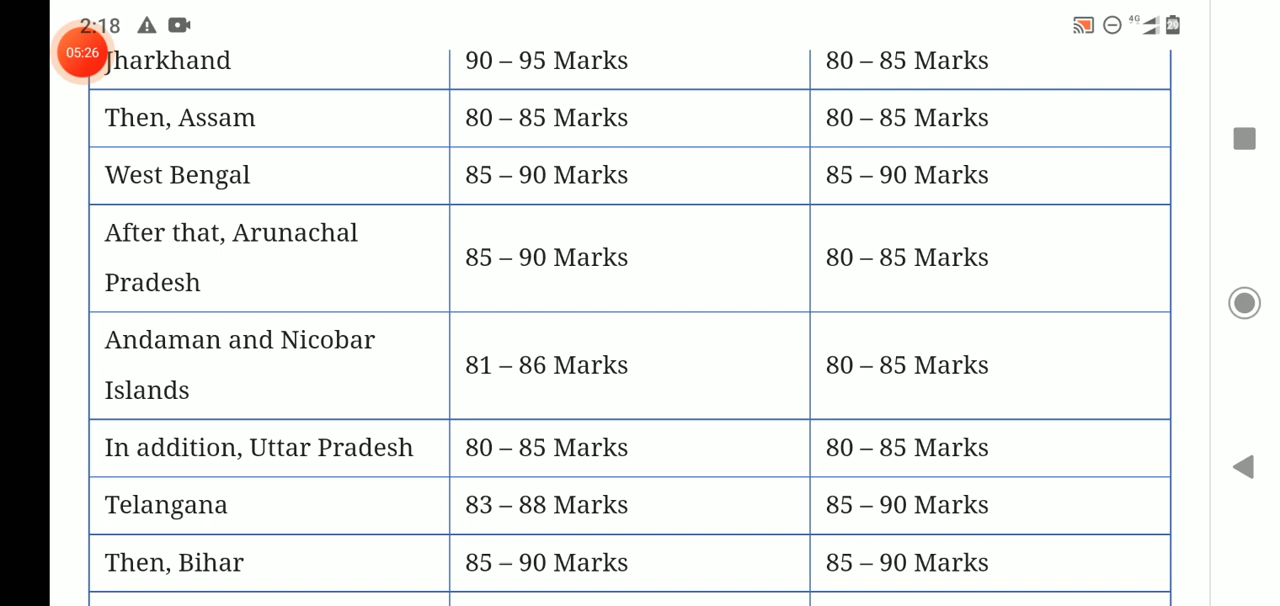 2:18
4G
20
05:26
Jharkhand 90 – 95 Marks 80 – 85 Marks
Then, Assam 80 – 85 Marks 80 – 85 Marks
West Bengal 85 – 90 Marks 85 – 90 Marks
After that, Arunachal
Pradesh
85 – 90 Marks 80 – 85 Marks
Andaman and Nicobar
Islands
81 – 86 Marks 80 – 85 Marks
In addition, Uttar Pradesh 80 – 85 Marks 80 – 85 Marks
Telangana 83 – 88 Marks 85 – 90 Marks
Then, Bihar 85 – 90 Marks 85 – 90 Marks